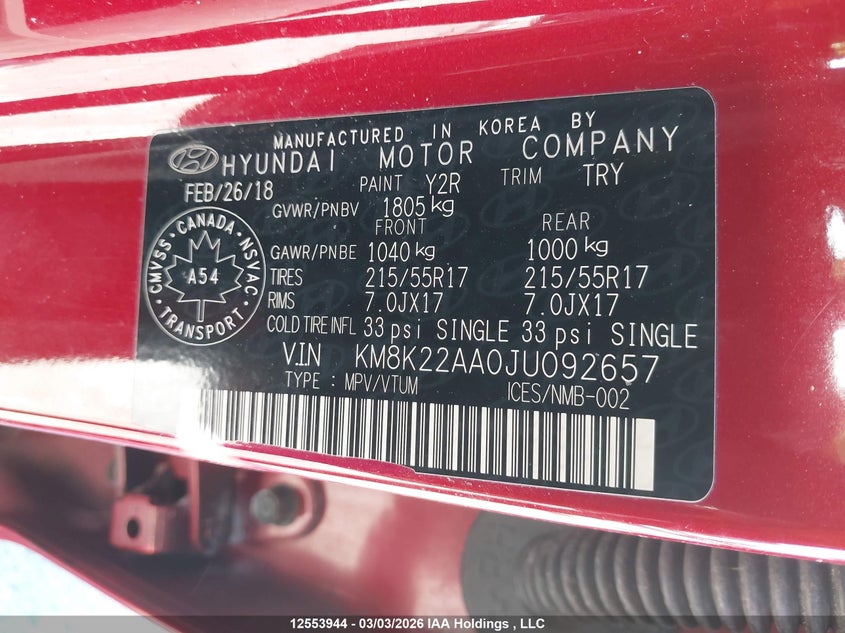 MANUFACTURED IN KOREA BY
HYUNDAI MOTOR COMPANY
FEB/26/18 PAINT Y2R TRIM TRY
GVWR/PNBV 1805 kg
FRONT REAR
GAWR/PNBE 1040 kg 1000 kg
TIRES 215/55R17 215/55R17
RIMS 7.0JX17 7.0JX17
COLD TIRE INFL 33 psi SINGLE 33 psi SINGLE
V.I.N KM8K22AA0JU092657
TYPE : MPV/VTUM ICES/NMB-002
CMVSS · CANADA · NSVAC · TRANSPORT ·
A54
12553944 - 03/03/2026 IAA Holdings , LLC